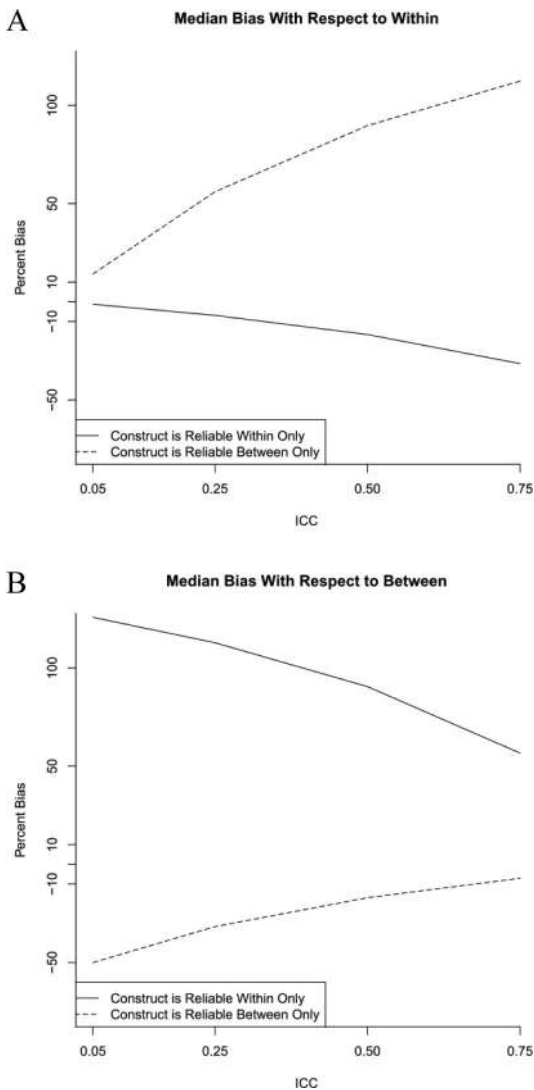 A
Median Bias With Respect to Within
Percent Bias
100
50
10
−10
−50
Construct is Reliable Within Only
Construct is Reliable Between Only
0.05 0.25 0.50 0.75
ICC
B
Median Bias With Respect to Between
Percent Bias
100
50
10
−10
−50
Construct is Reliable Within Only
Construct is Reliable Between Only
0.05 0.25 0.50 0.75
ICC